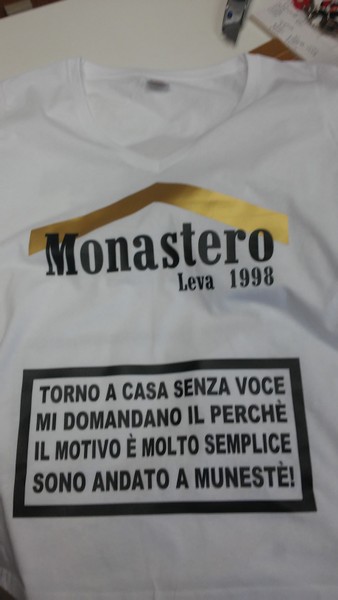 Monastero
Leva 1998
TORNO A CASA SENZA VOCE
MI DOMANDANO IL PERCHÈ
IL MOTIVO È MOLTO SEMPLICE
SONO ANDATO A MUNESTÈ!